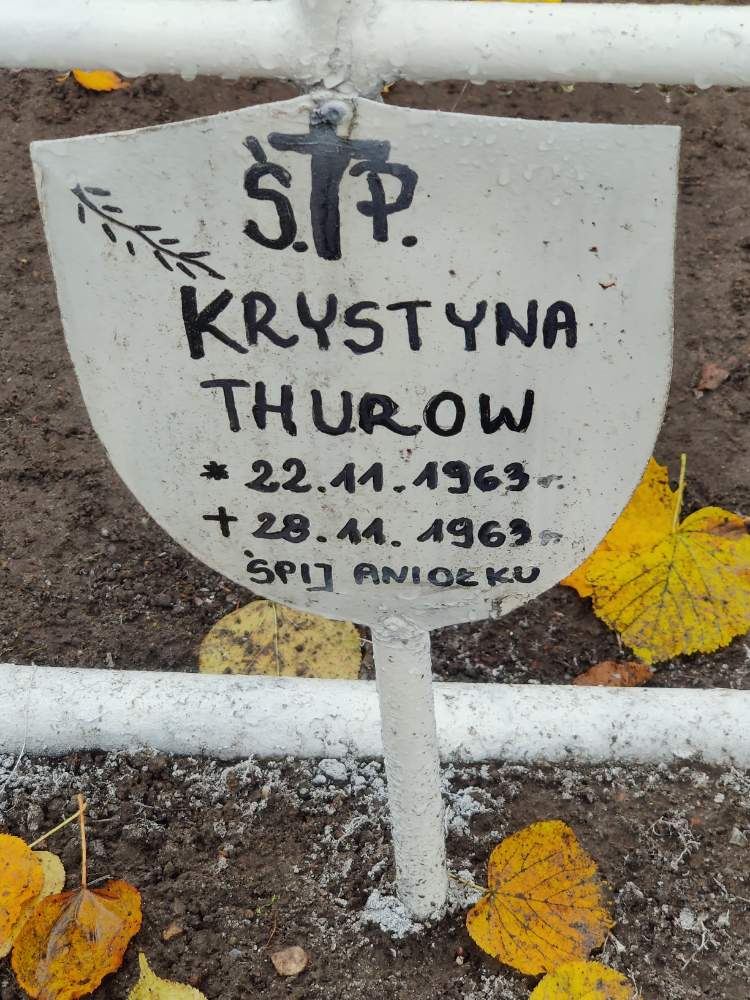 Ś.P.
KRYSTYNA
THUROW
* 22.11.1963 r.
+ 28.11.1963 r.
ŚPIJ ANIOŁKU